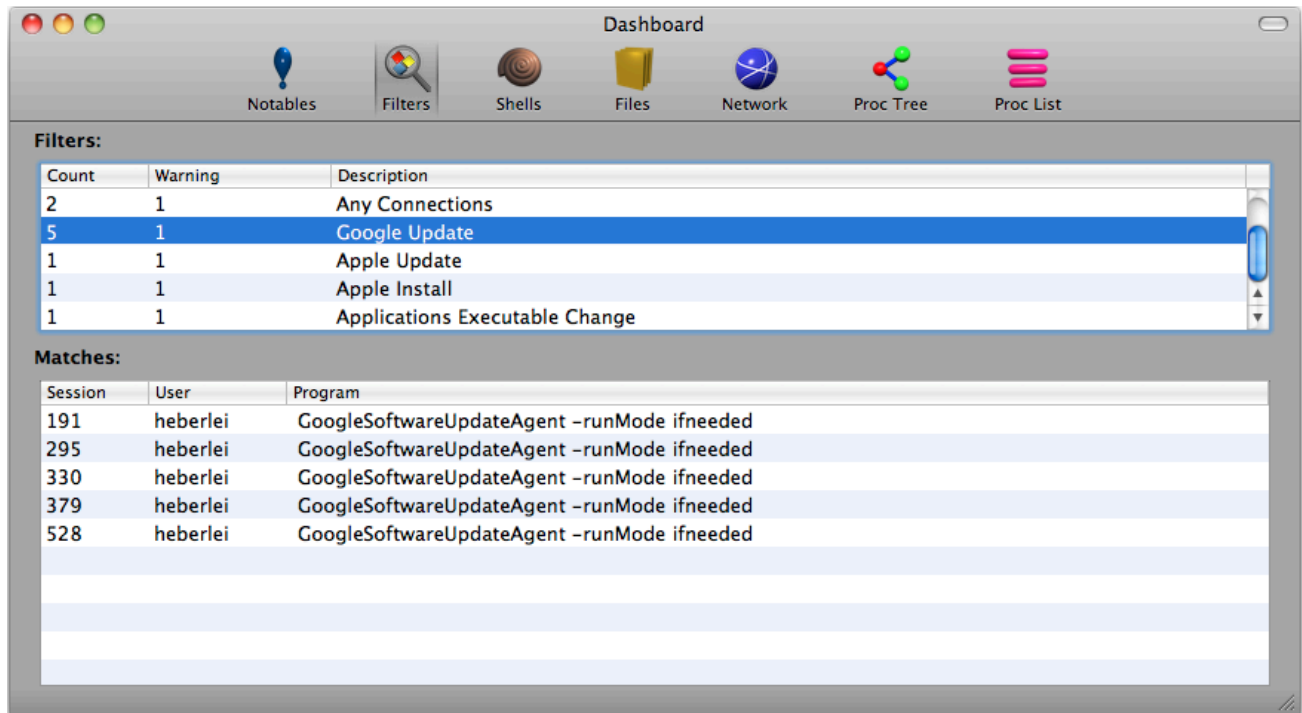 Dashboard
Notables Filters Shells Files Network Proc Tree Proc List
Filters:
Count Warning Description
2 1 Any Connections
5 1 Google Update
1 1 Apple Update
1 1 Apple Install
1 1 Applications Executable Change
Matches:
Session User Program
191 heberlei GoogleSoftwareUpdateAgent -runMode ifneeded
295 heberlei GoogleSoftwareUpdateAgent -runMode ifneeded
330 heberlei GoogleSoftwareUpdateAgent -runMode ifneeded
379 heberlei GoogleSoftwareUpdateAgent -runMode ifneeded
528 heberlei GoogleSoftwareUpdateAgent -runMode ifneeded